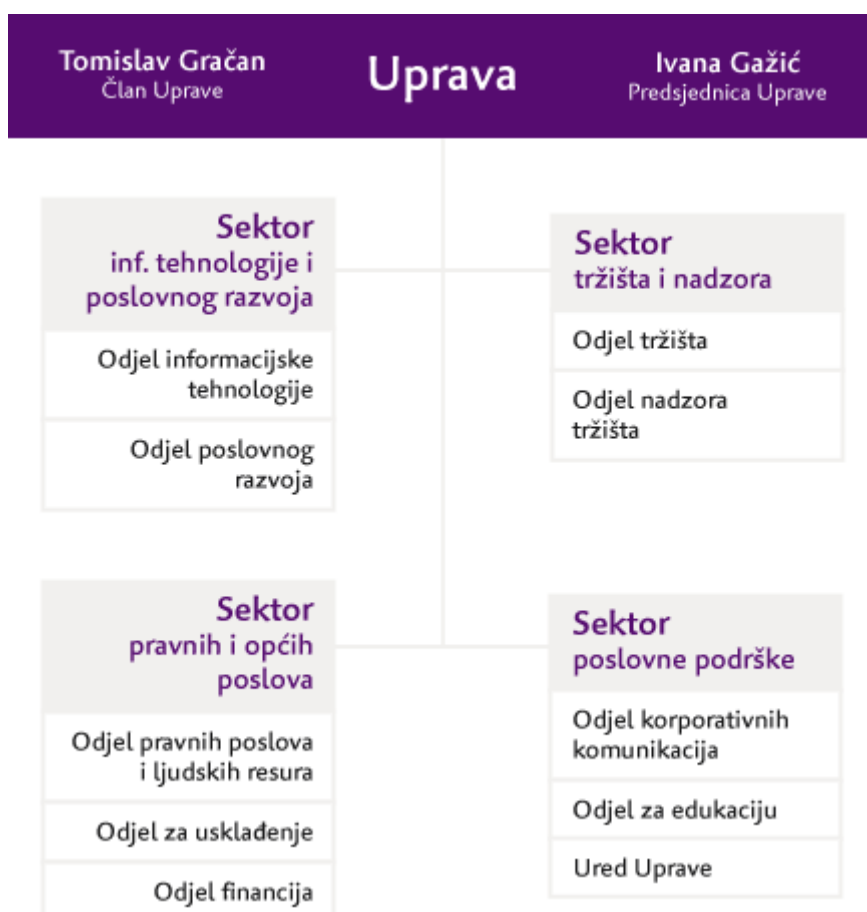 Tomislav Gračan
Član Uprave
Uprava
Ivana Gažić
Predsjednica Uprave
Sektor
inf. tehnologije i
poslovnog razvoja
Odjel informacijske
tehnologije
Odjel poslovnog
razvoja
Sektor
tržišta i nadzora
Odjel tržišta
Odjel nadzora
tržišta
Sektor
pravnih i općih
poslova
Odjel pravnih poslova
i ljudskih resura
Odjel za usklađenje
Odjel financija
Sektor
poslovne podrške
Odjel korporativnih
komunikacija
Odjel za edukaciju
Ured Uprave